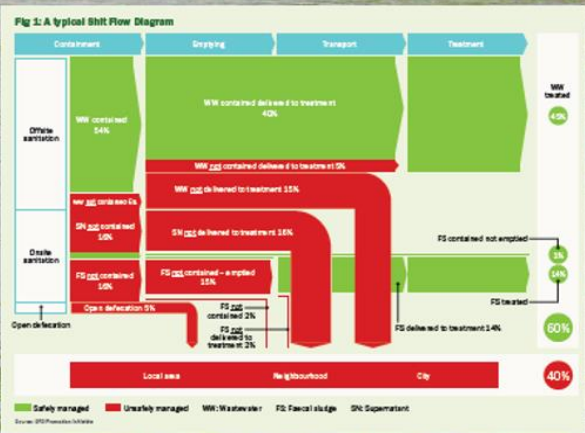 Fig 1: A typical Shit Flow Diagram
Containment
Emptying
Transport
Treatment
Offsite
sanitation
WW contained
54%
WW contained delivered to treatment
40%
WW
treated
WW not contained delivered to treatment 5%
WW not delivered to treatment 15%
SN not contained
16%
SN not delivered to treatment 16%
Onsite
sanitation
FS not contained
16%
FS not contained – emptied
15%
FS contained not emptied
14%
FS treated
Open defecation
Open defecation 5%
FS not
contained 2%
FS not
delivered to
treatment 2%
FS delivered to treatment 14%
60%
Local area
Neighbourhood
City
40%
Safely managed
Unsafely managed
WW: Wastewater
FS: Faecal sludge
SN: Supernatant